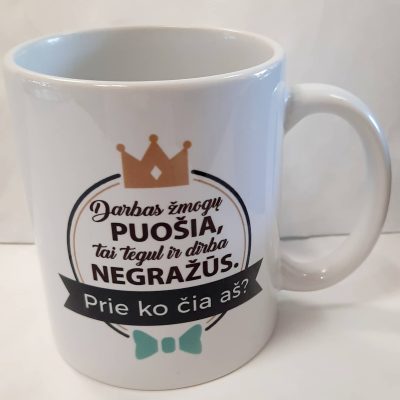 Darbas žmogų
PUOŠIA,
tai tegul ir dirba
NEGRAŽŪS.
Prie ko čia aš?